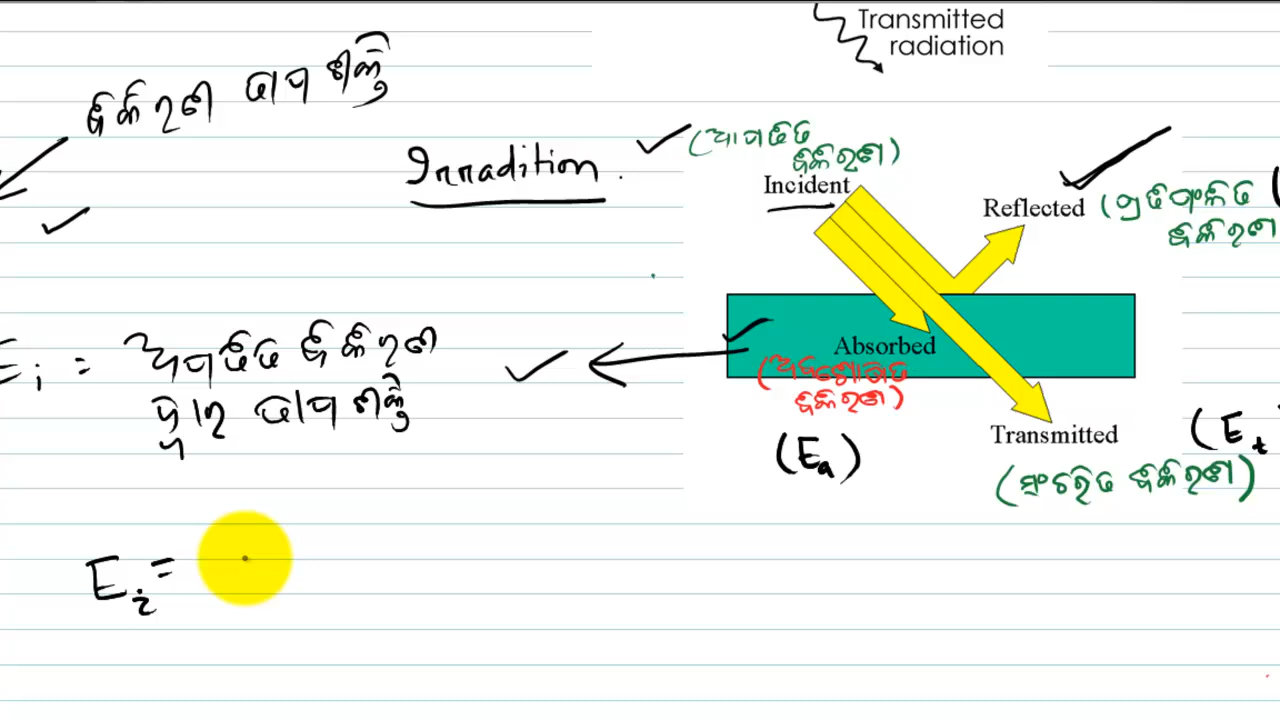 Transmitted
radiation
ବିକିରଣ ତାପ ଶକ୍ତି
Irradition.
(ଆପତିତ
ବିକିରଣ)
Incident
Reflected
(ପ୍ରତିଫଳିତ
ବିକିରଣ
Ei = ଆପତିତ ବିକିରଣ
ଦ୍ୱାରା ତାପ ଶକ୍ତି
Absorbed
(ଅବଶୋଷିତ
ବିକିରଣ)
(Ea)
Transmitted
(Et
(ସଂଚରିତ ବିକିରଣ)
Ei =